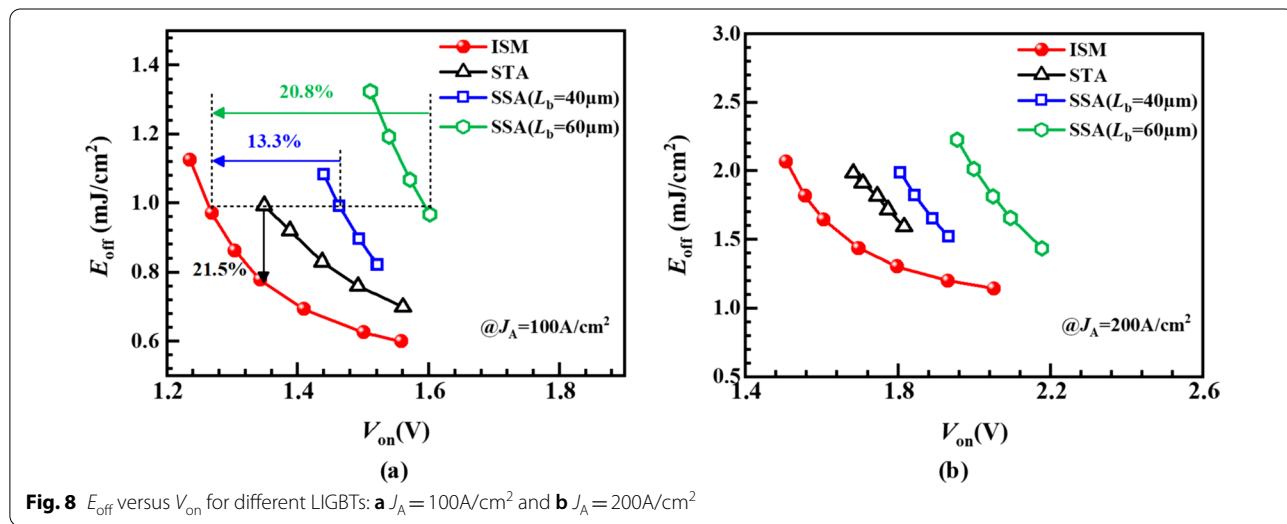 ISM
STA
SSA(Lb=40μm)
SSA(Lb=60μm)
20.8%
13.3%
21.5%
@JA=100A/cm²
Eoff (mJ/cm²)
1.4
1.2
1.0
0.8
0.6
1.2 1.4 1.6 1.8
Von(V)
(a)
ISM
STA
SSA(Lb=40μm)
SSA(Lb=60μm)
@JA=200A/cm²
Eoff (mJ/cm²)
3.0
2.5
2.0
1.5
1.0
0.5
1.4 1.8 2.2 2.6
Von(V)
(b)
Fig. 8 Eoff versus Von for different LIGBTs: a JA = 100A/cm² and b JA = 200A/cm²